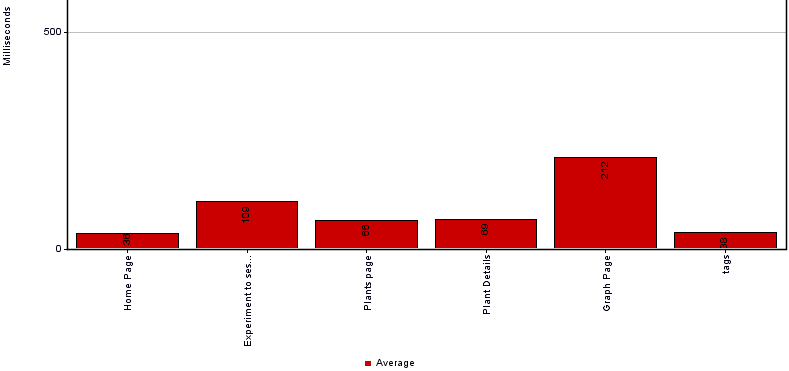 Milliseconds
500
0
36
109
66
69
212
38
Home Page
Experiment to ses...
Plants page
Plant Details
Graph Page
tags
Average